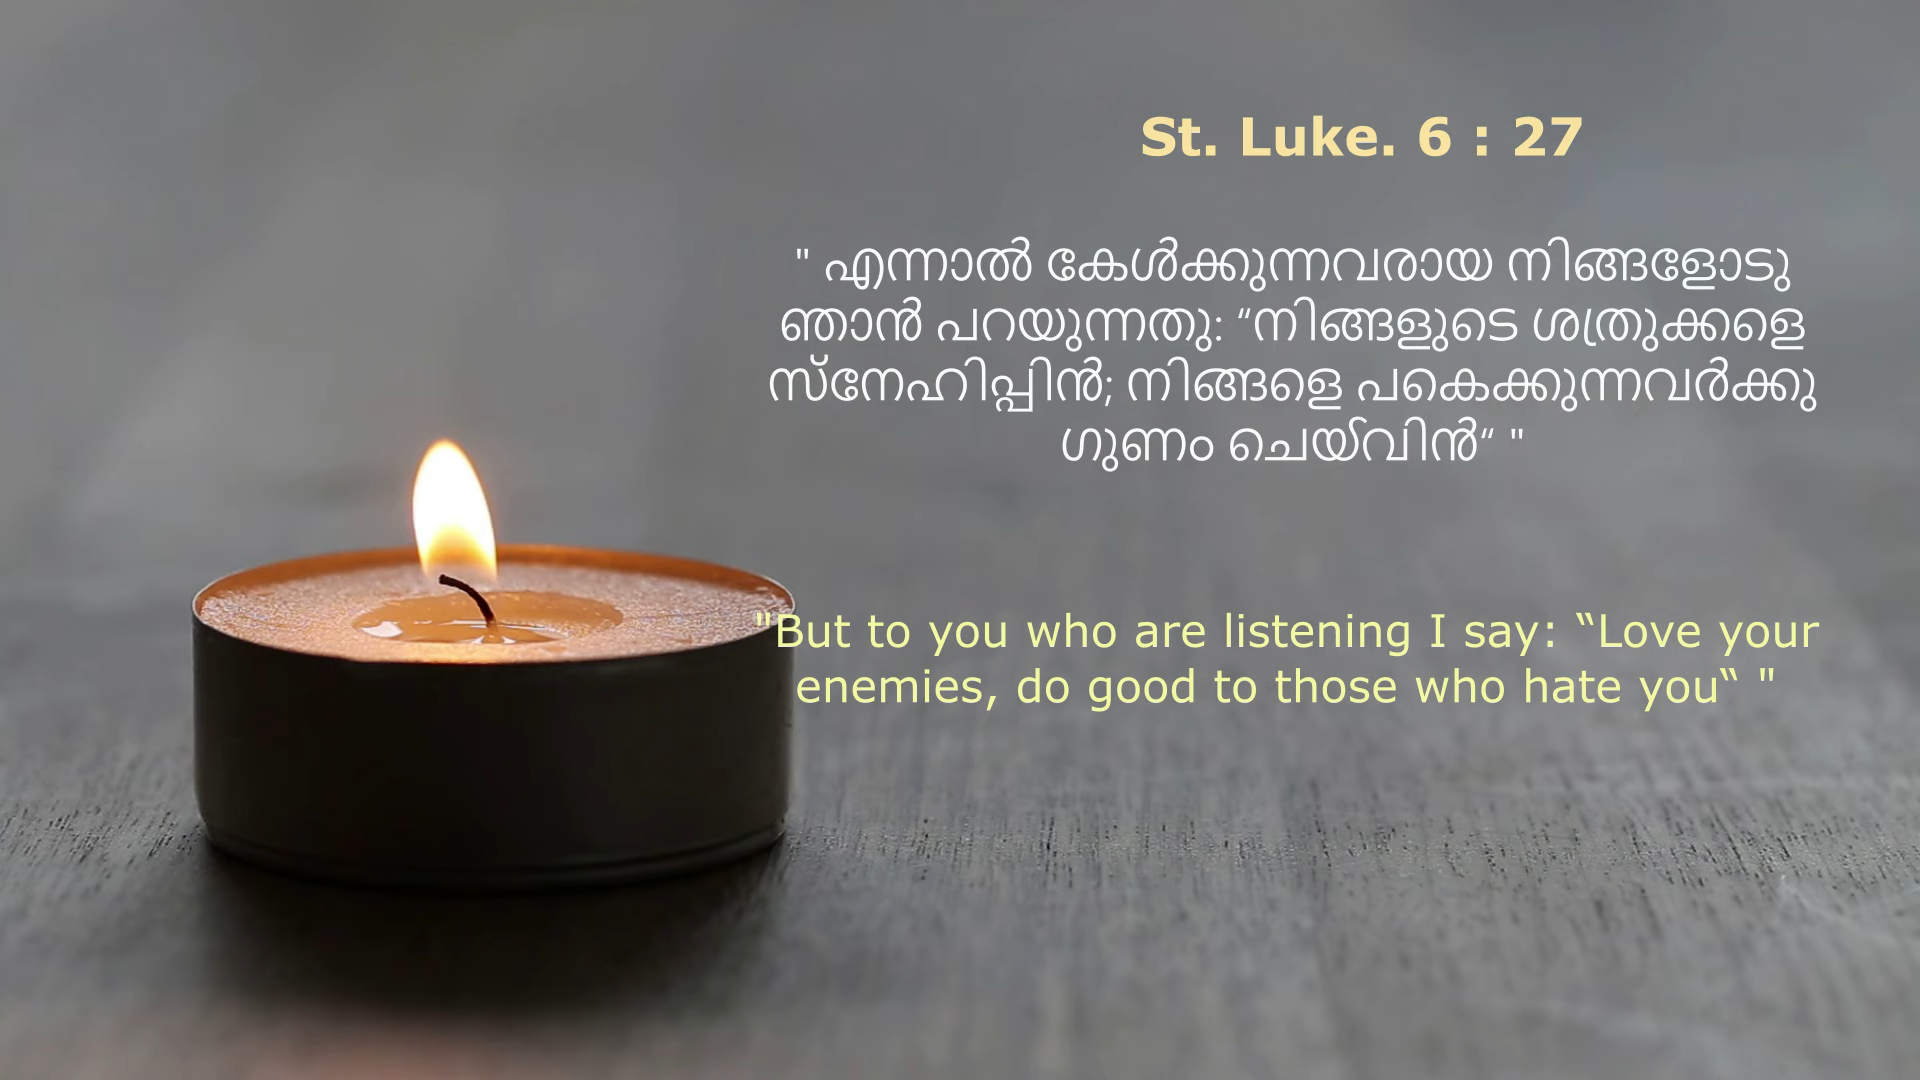 St. Luke. 6 : 27
" എന്നാൽ കേൾക്കുന്നവരായ നിങ്ങളോടു
ഞാൻ പറയുന്നതു: “നിങ്ങളുടെ ശത്രുക്കളെ
സ്നേഹിപ്പിൻ; നിങ്ങളെ പകെക്കുന്നവർക്കു
ഗുണം ചെയ്‌വിൻ“ "
"But to you who are listening I say: “Love your
enemies, do good to those who hate you“ "